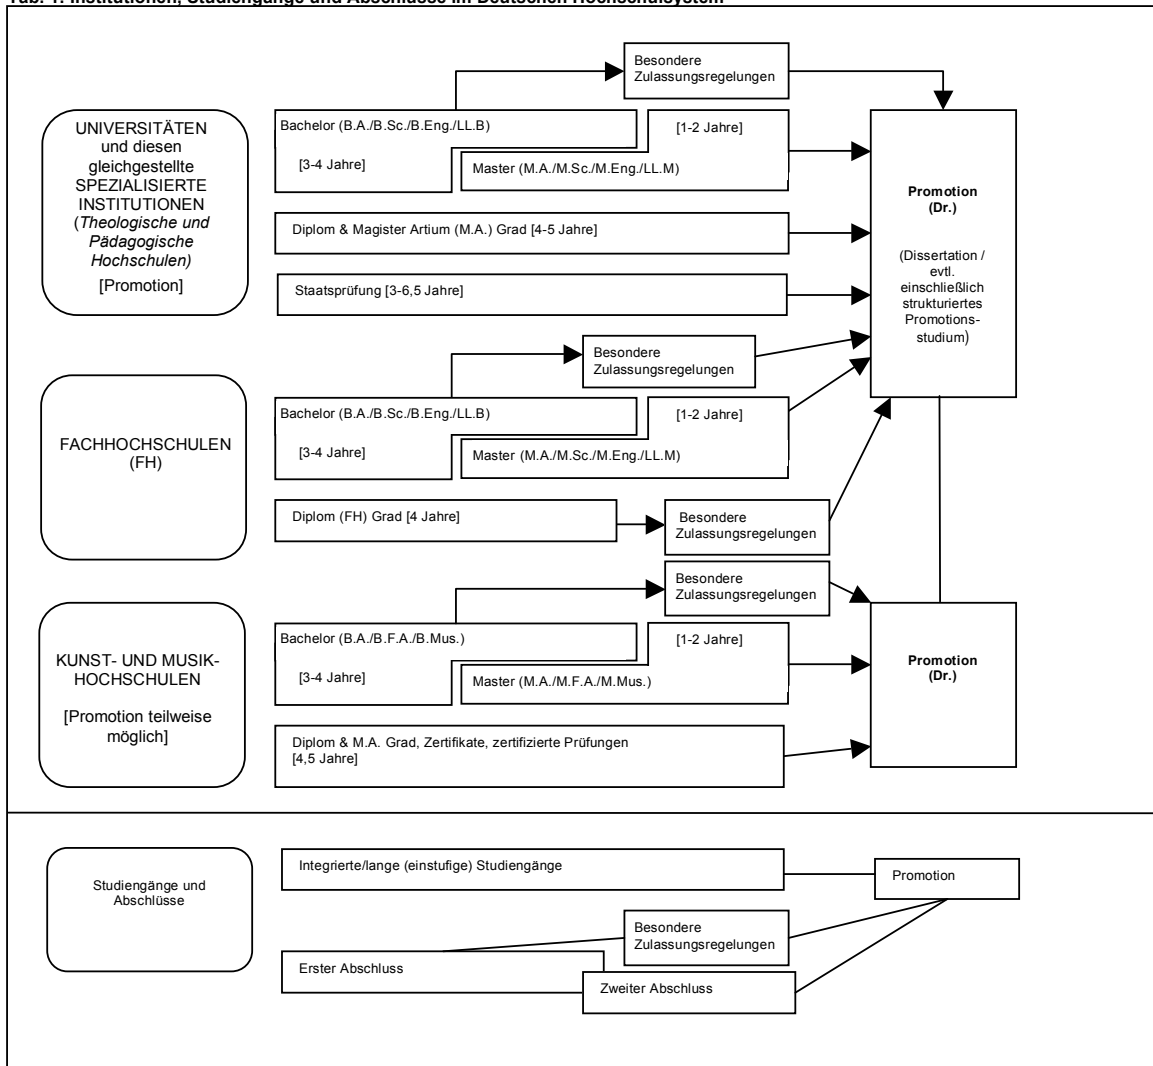 Tab. 1: Institutionen, Studiengänge und Abschlüsse im Deutschen Hochschulsystem
Besondere
Zulassungsregelungen
UNIVERSITÄTEN
und diesen
gleichgestellte
SPEZIALISIERTE
INSTITUTIONEN
(Theologische und
Pädagogische
Hochschulen)
[Promotion]
Bachelor (B.A./B.Sc./B.Eng./LL.B)
[3-4 Jahre]
[1-2 Jahre]
Master (M.A./M.Sc./M.Eng./LL.M)
Diplom & Magister Artium (M.A.) Grad [4-5 Jahre]
Staatsprüfung [3-6,5 Jahre]
Promotion
(Dr.)
(Dissertation /
evtl.
einschließlich
strukturiertes
Promotions-
studium)
Besondere
Zulassungsregelungen
FACHHOCHSCHULEN
(FH)
Bachelor (B.A./B.Sc./B.Eng./LL.B)
[3-4 Jahre]
[1-2 Jahre]
Master (M.A./M.Sc./M.Eng./LL.M)
Diplom (FH) Grad [4 Jahre]
Besondere
Zulassungsregelungen
Besondere
Zulassungsregelungen
KUNST- UND MUSIK-
HOCHSCHULEN
[Promotion teilweise
möglich]
Bachelor (B.A./B.F.A./B.Mus.)
[3-4 Jahre]
[1-2 Jahre]
Master (M.A./M.F.A./M.Mus.)
Diplom & M.A. Grad, Zertifikate, zertifizierte Prüfungen
[4,5 Jahre]
Promotion
(Dr.)
Studiengänge und
Abschlüsse
Integrierte/lange (einstufige) Studiengänge
Promotion
Besondere
Zulassungsregelungen
Erster Abschluss
Zweiter Abschluss